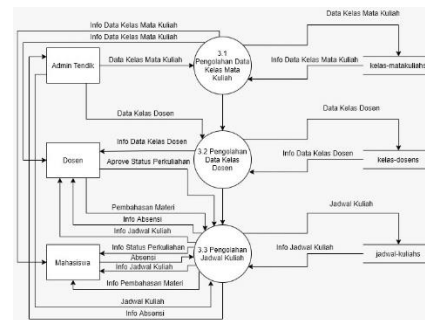 Info Data Kelas Mata Kuliah
Info Data Kelas Mata Kuliah
Data Kelas Mata Kuliah
Admin Tendik
Data Kelas Mata Kuliah
3.1
Pengolahan Data
Kelas Mata
Kuliah
Info Data Kelas Mata Kuliah
kelas-matakuliahs
Data Kelas Dosen
Data Kelas Dosen
Info Data Kelas Dosen
Dosen
Aprove Status Perkuliahan
3.2 Pengolahan
Data Kelas
Dosen
Info Data Kelas Dosen
kelas-dosens
Pembahasan Materi
Info Absensi
Info Jadwal Kuliah
Jadwal Kuliah
Info Status Perkuliahan
Mahasiswa
Absensi
Info Jadwal Kuliah
3.3 Pengolahan
Jadwal Kuliah
Info Jadwal Kuliah
jadwal-kuliahs
Info Pembahasan Materi
Jadwal Kuliah
Info Absensi